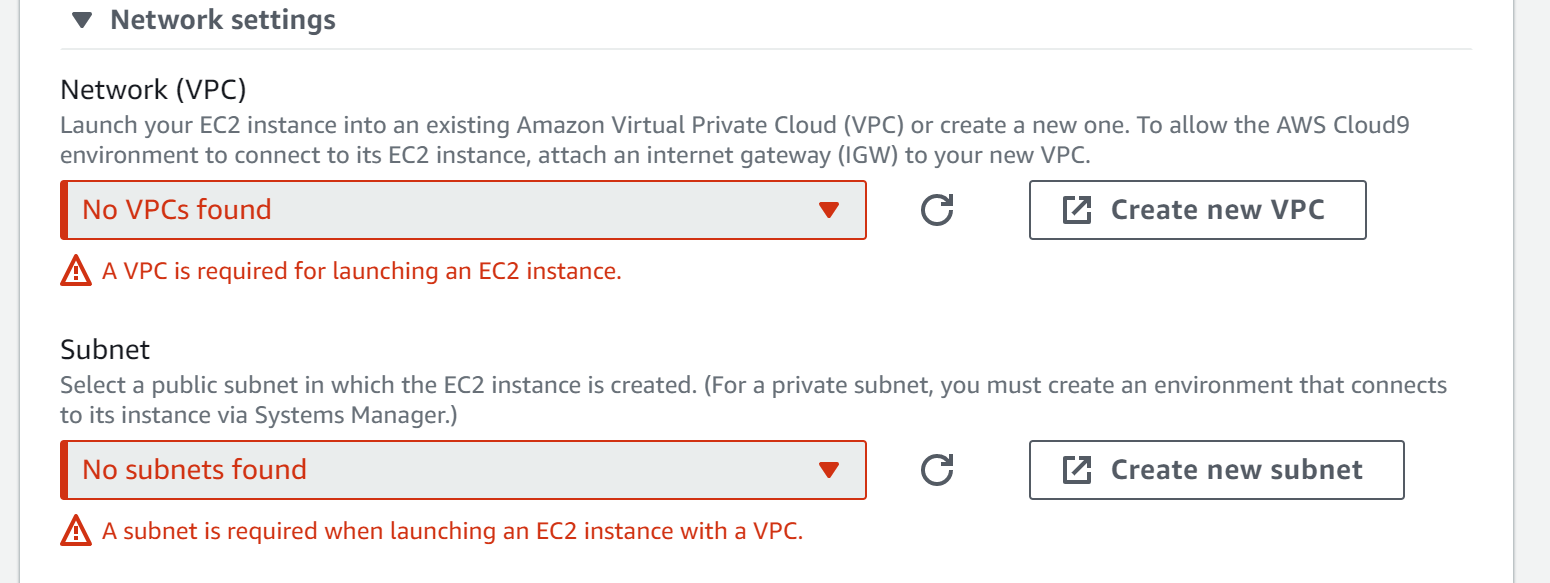 Network settings
Network (VPC)
Launch your EC2 instance into an existing Amazon Virtual Private Cloud (VPC) or create a new one. To allow the AWS Cloud9
environment to connect to its EC2 instance, attach an internet gateway (IGW) to your new VPC.
No VPCs found
Create new VPC
A VPC is required for launching an EC2 instance.
Subnet
Select a public subnet in which the EC2 instance is created. (For a private subnet, you must create an environment that connects
to its instance via Systems Manager.)
No subnets found
Create new subnet
A subnet is required when launching an EC2 instance with a VPC.